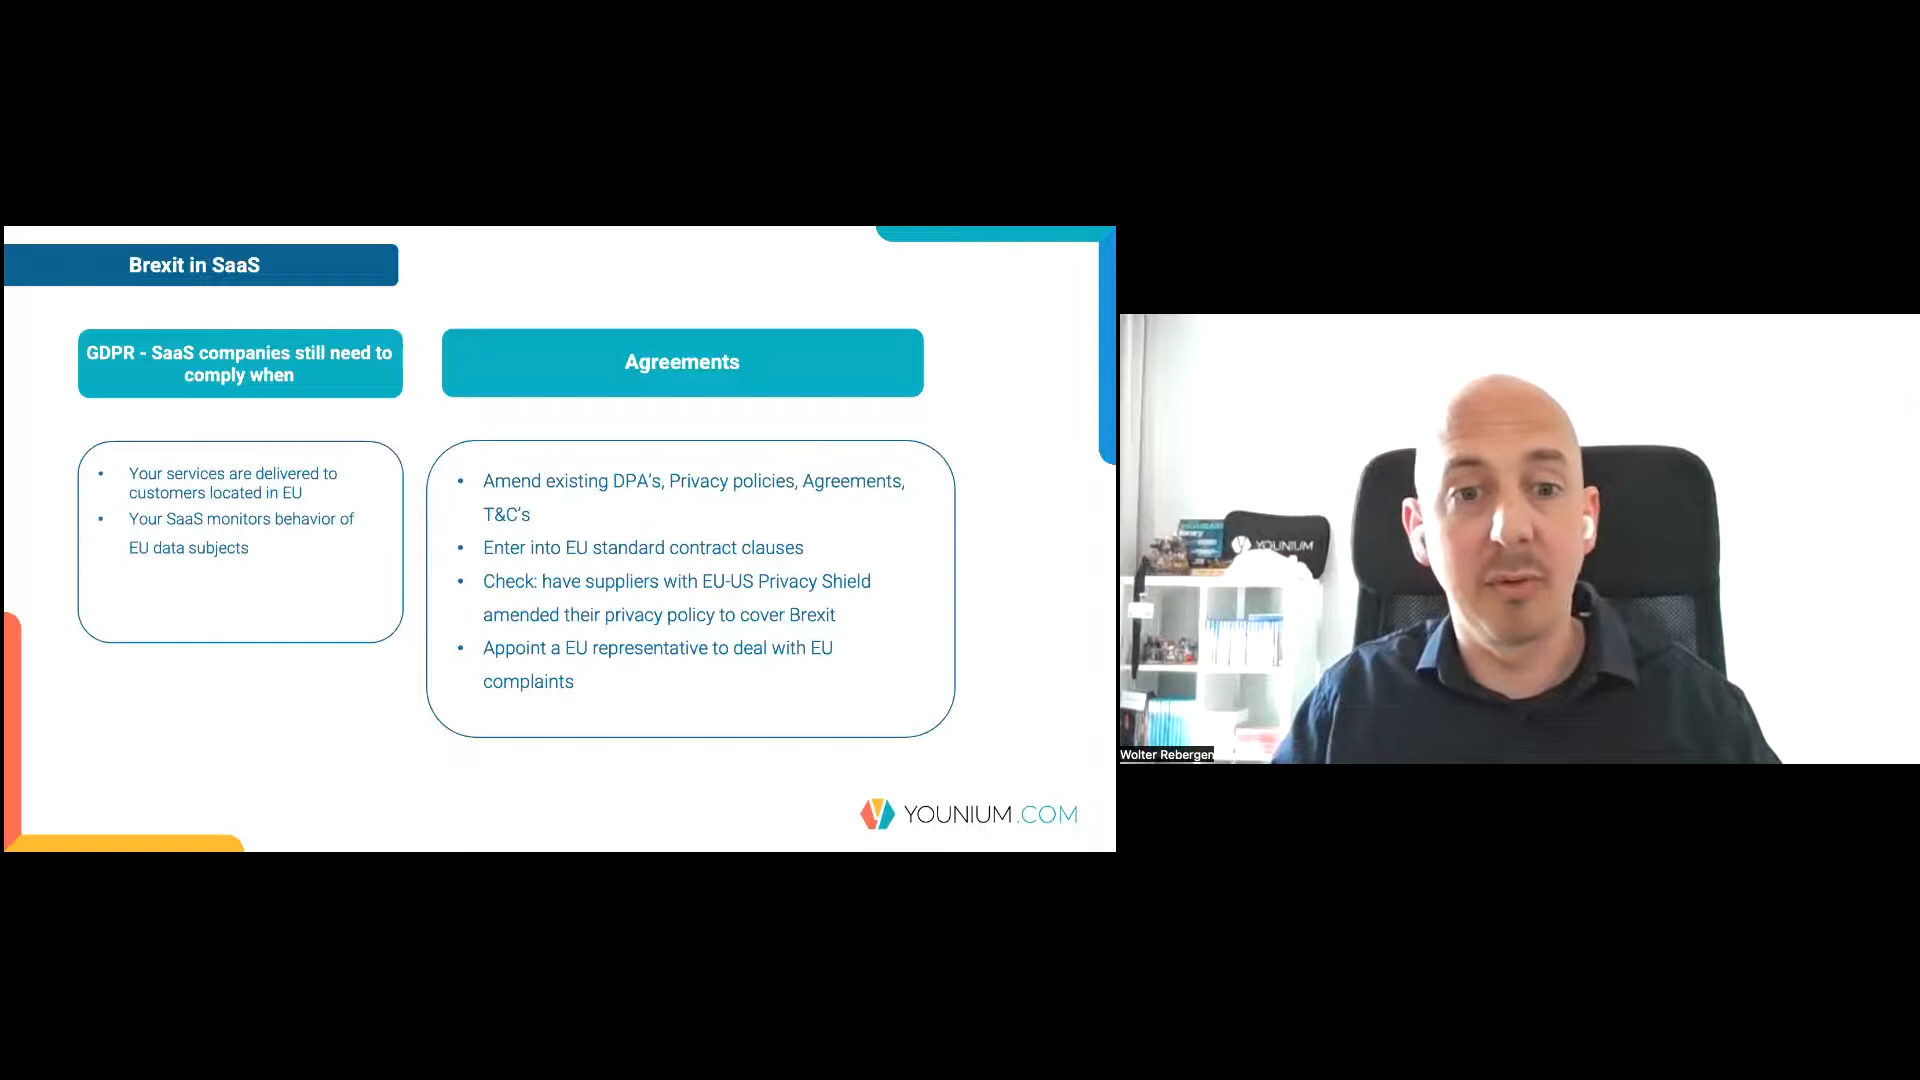 Brexit in SaaS
GDPR - SaaS companies still need to
comply when
Agreements
• Your services are delivered to
customers located in EU
• Your SaaS monitors behavior of
EU data subjects
• Amend existing DPA's, Privacy policies, Agreements,
T&C's
• Enter into EU standard contract clauses
• Check: have suppliers with EU-US Privacy Shield
amended their privacy policy to cover Brexit
• Appoint a EU representative to deal with EU
complaints
YOUNIUM.COM
YOUNIUM
Wolter Rebergen